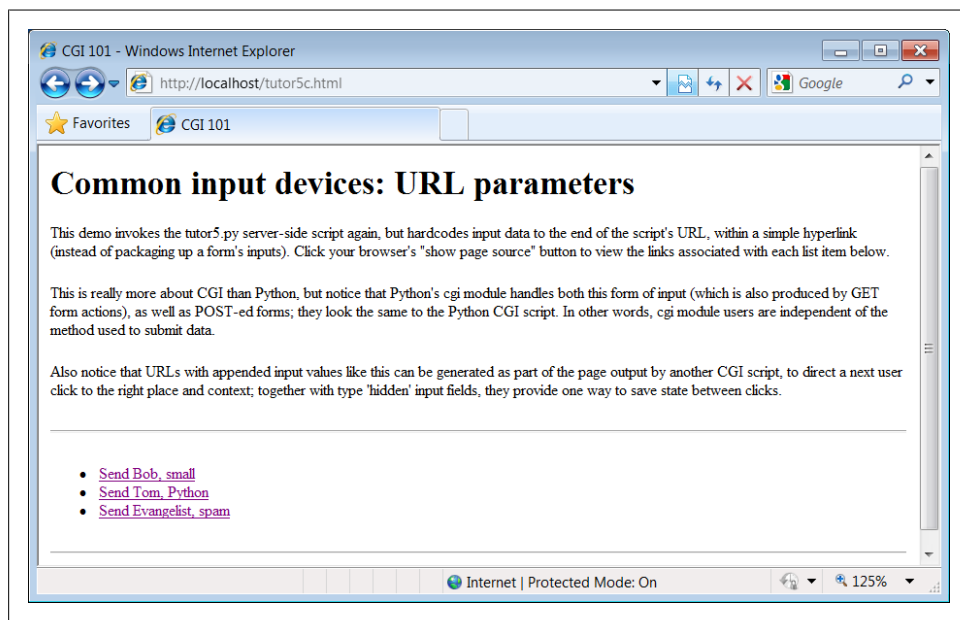 CGI 101 - Windows Internet Explorer
http://localhost/tutor5c.html
Google
Favorites
CGI 101
Common input devices: URL parameters
This demo invokes the tutor5.py server-side script again, but hardcodes input data to the end of the script's URL, within a simple hyperlink
(instead of packaging up a form's inputs). Click your browser's "show page source" button to view the links associated with each list item below.
This is really more about CGI than Python, but notice that Python's cgi module handles both this form of input (which is also produced by GET
form actions), as well as POST-ed forms; they look the same to the Python CGI script. In other words, cgi module users are independent of the
method used to submit data.
Also notice that URLs with appended input values like this can be generated as part of the page output by another CGI script, to direct a next user
click to the right place and context; together with type 'hidden' input fields, they provide one way to save state between clicks.
• Send Bob, small
• Send Tom, Python
• Send Evangelist, spam
Internet | Protected Mode: On
125%